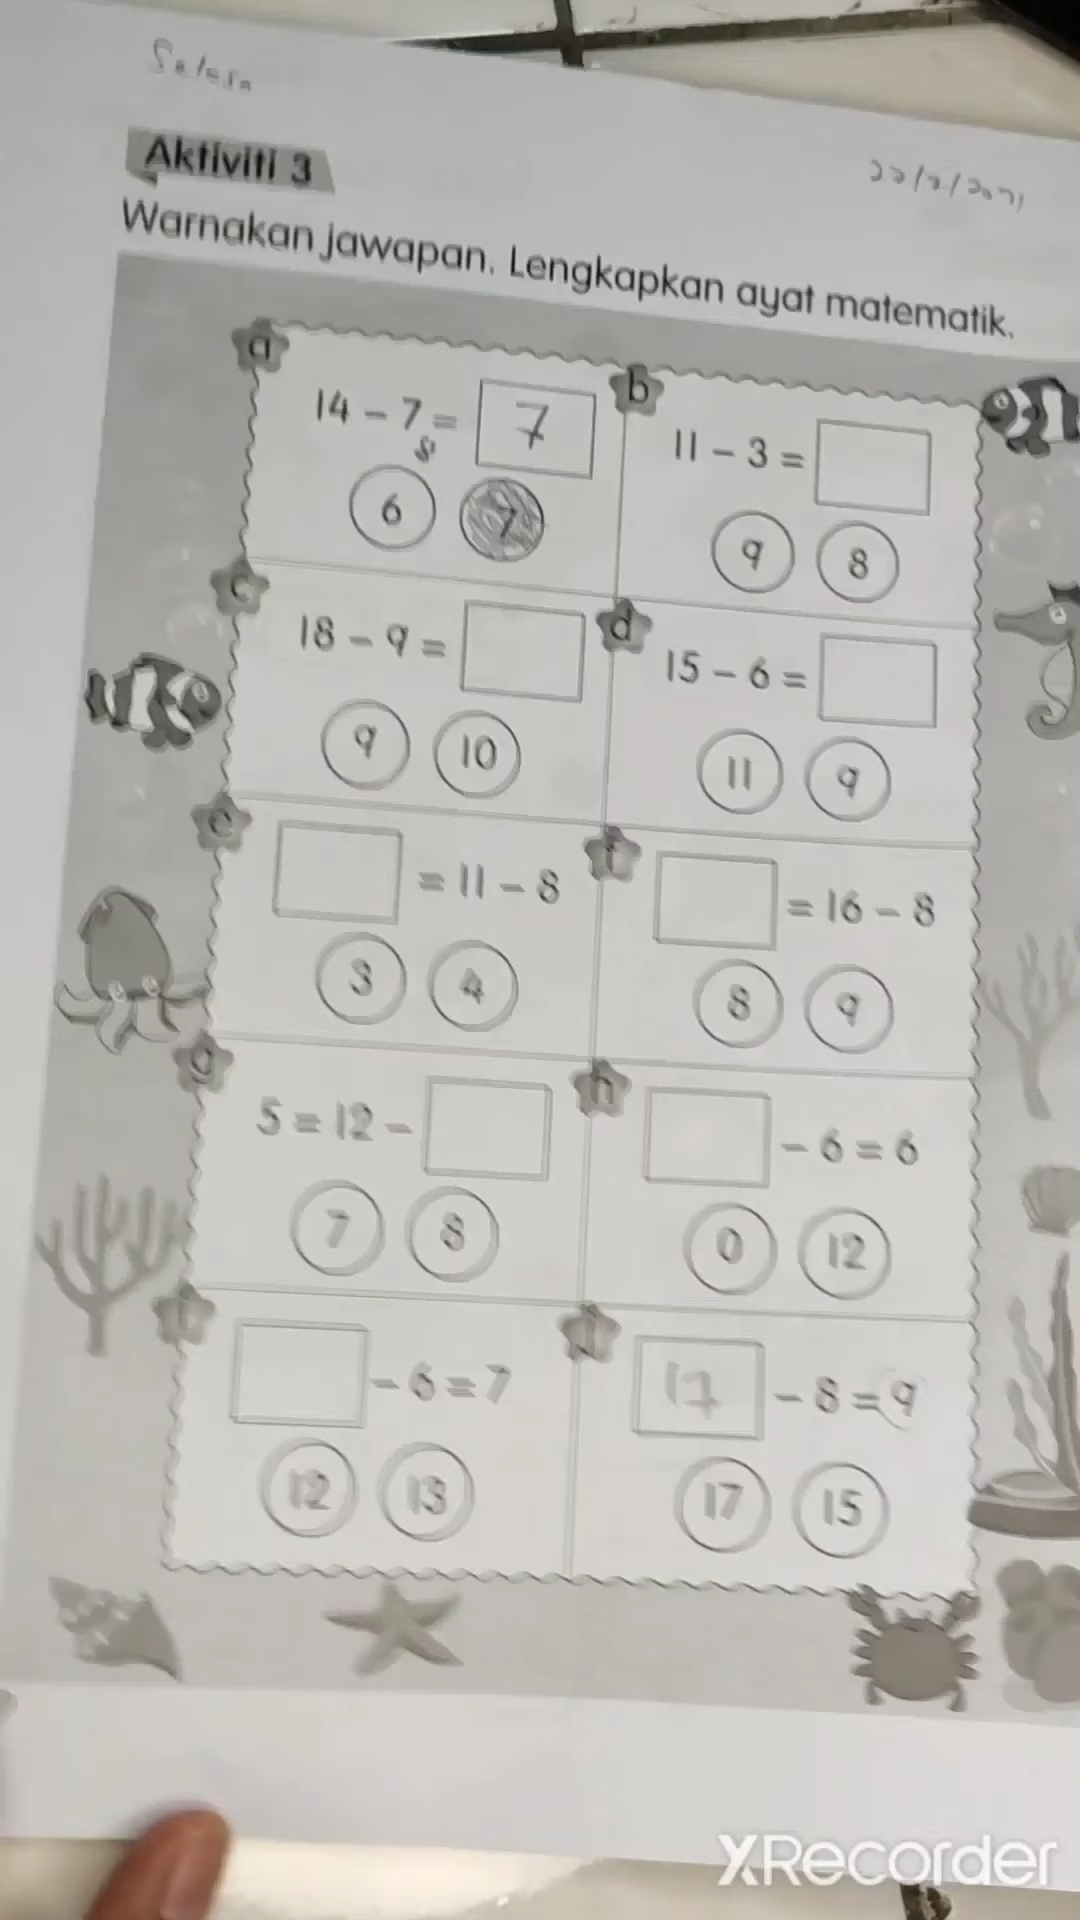 Aktiviti 3
Warnakan jawapan. Lengkapkan ayat matematik.
a
14 - 7 = 7
8
6 7
b
11 - 3 =
9 8
c
18 - 9 =
9 10
d
15 - 6 =
11 9
e
= 11 - 8
3 4
f
= 16 - 8
8 9
g
5 = 12 -
7 8
h
- 6 = 6
0 12
i
- 6 = 7
12 13
j
17 - 8 = 9
17 15
XRecorder